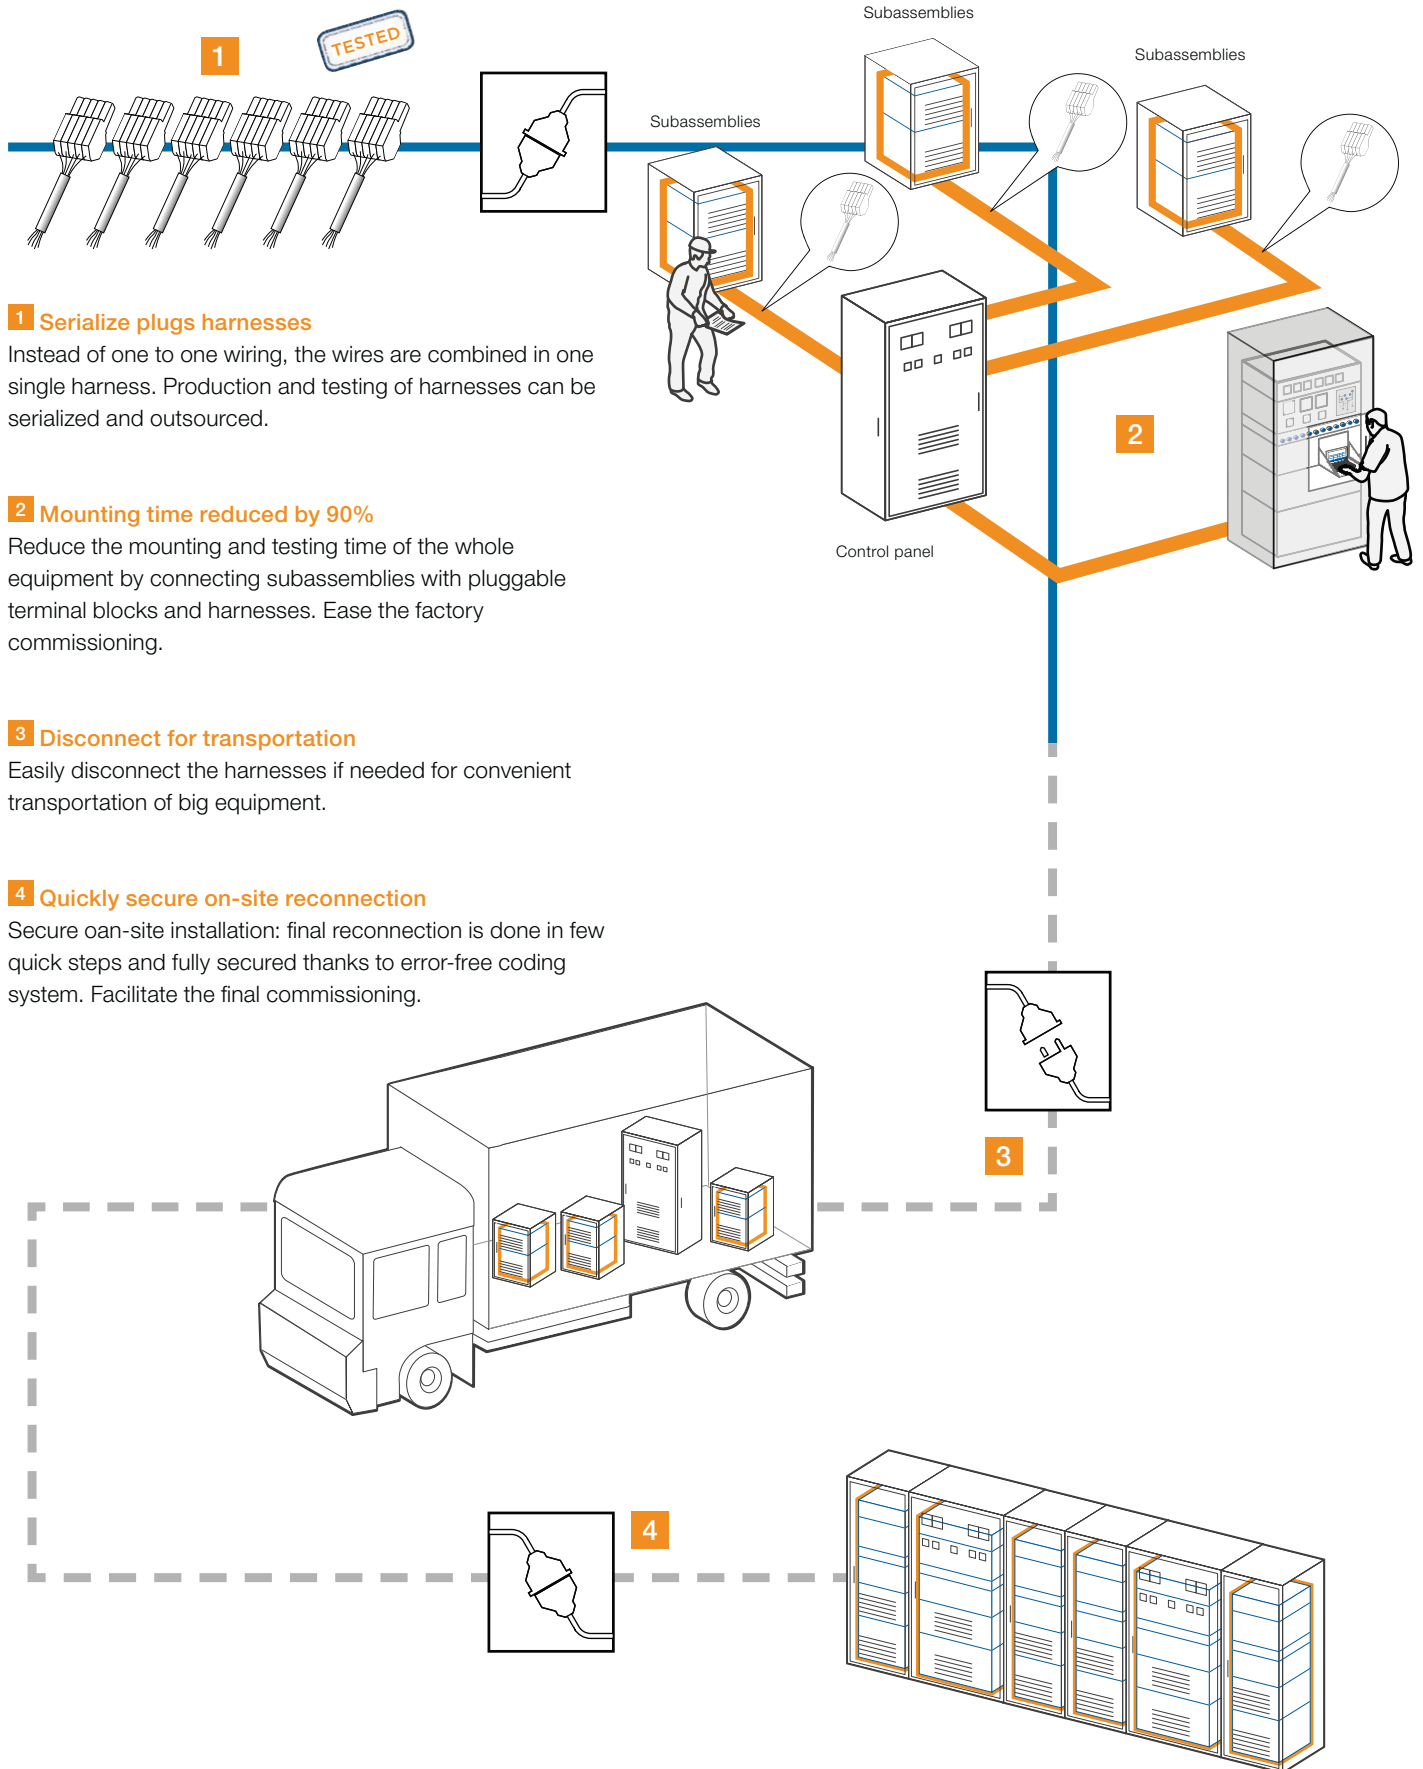 Subassemblies
1
TESTED
Subassemblies
Subassemblies
1 Serialize plugs harnesses
Instead of one to one wiring, the wires are combined in one
single harness. Production and testing of harnesses can be
serialized and outsourced.
2
2 Mounting time reduced by 90%
Reduce the mounting and testing time of the whole
equipment by connecting subassemblies with pluggable
terminal blocks and harnesses. Ease the factory
commissioning.
Control panel
3 Disconnect for transportation
Easily disconnect the harnesses if needed for convenient
transportation of big equipment.
4 Quickly secure on-site reconnection
Secure oan-site installation: final reconnection is done in few
quick steps and fully secured thanks to error-free coding
system. Facilitate the final commissioning.
3
4